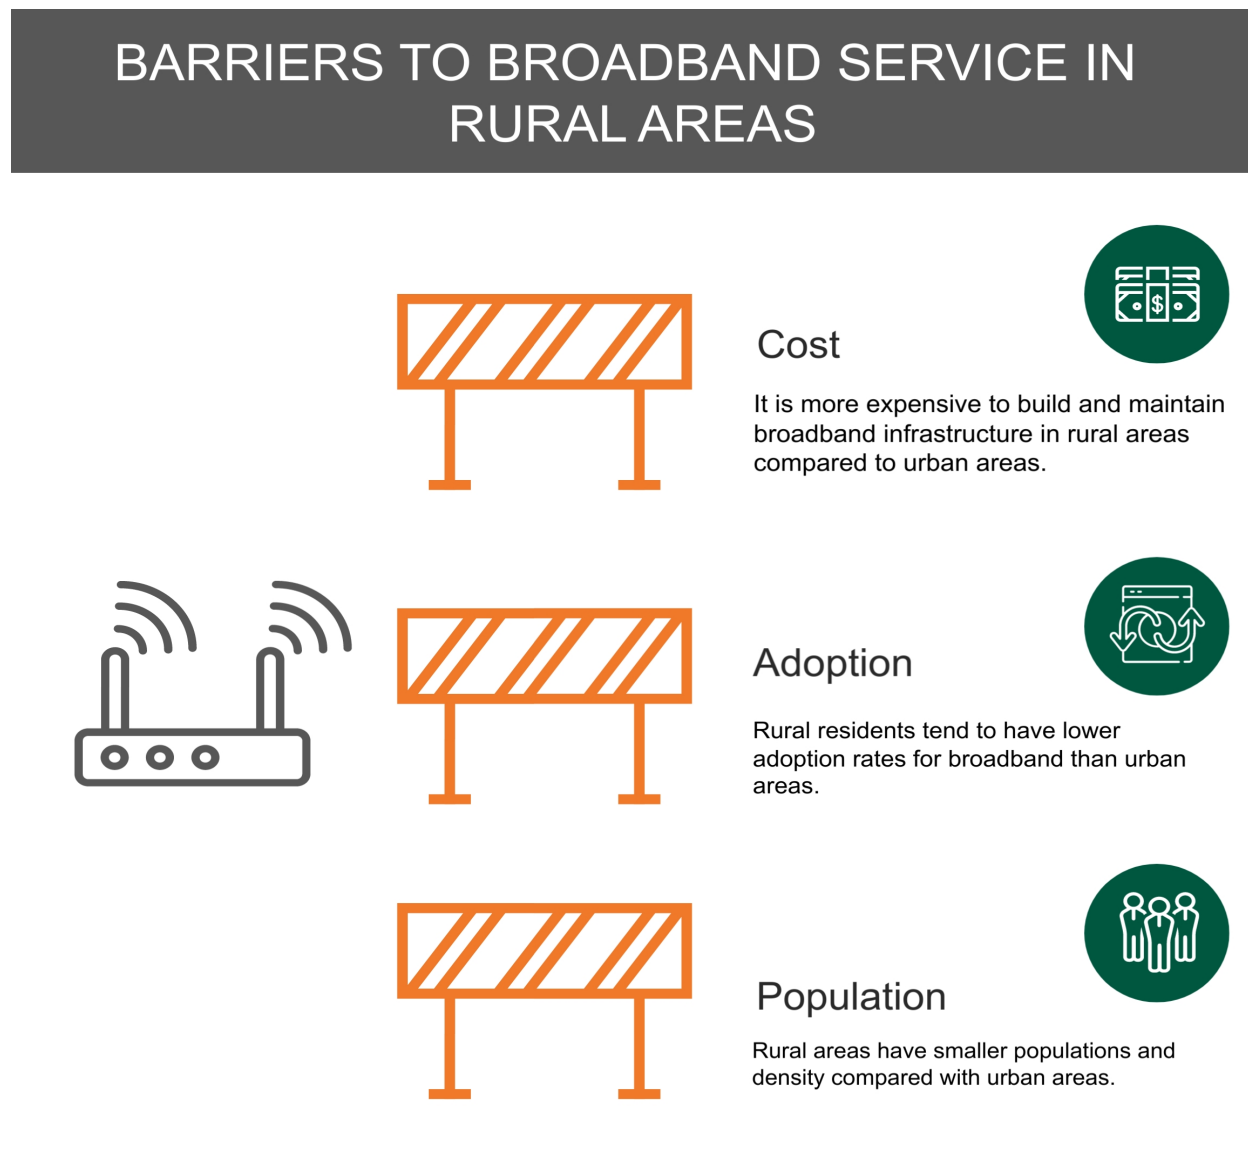 BARRIERS TO BROADBAND SERVICE IN
RURAL AREAS
Cost
$
It is more expensive to build and maintain
broadband infrastructure in rural areas
compared to urban areas.
Adoption
Rural residents tend to have lower
adoption rates for broadband than urban
areas.
Population
Rural areas have smaller populations and
density compared with urban areas.